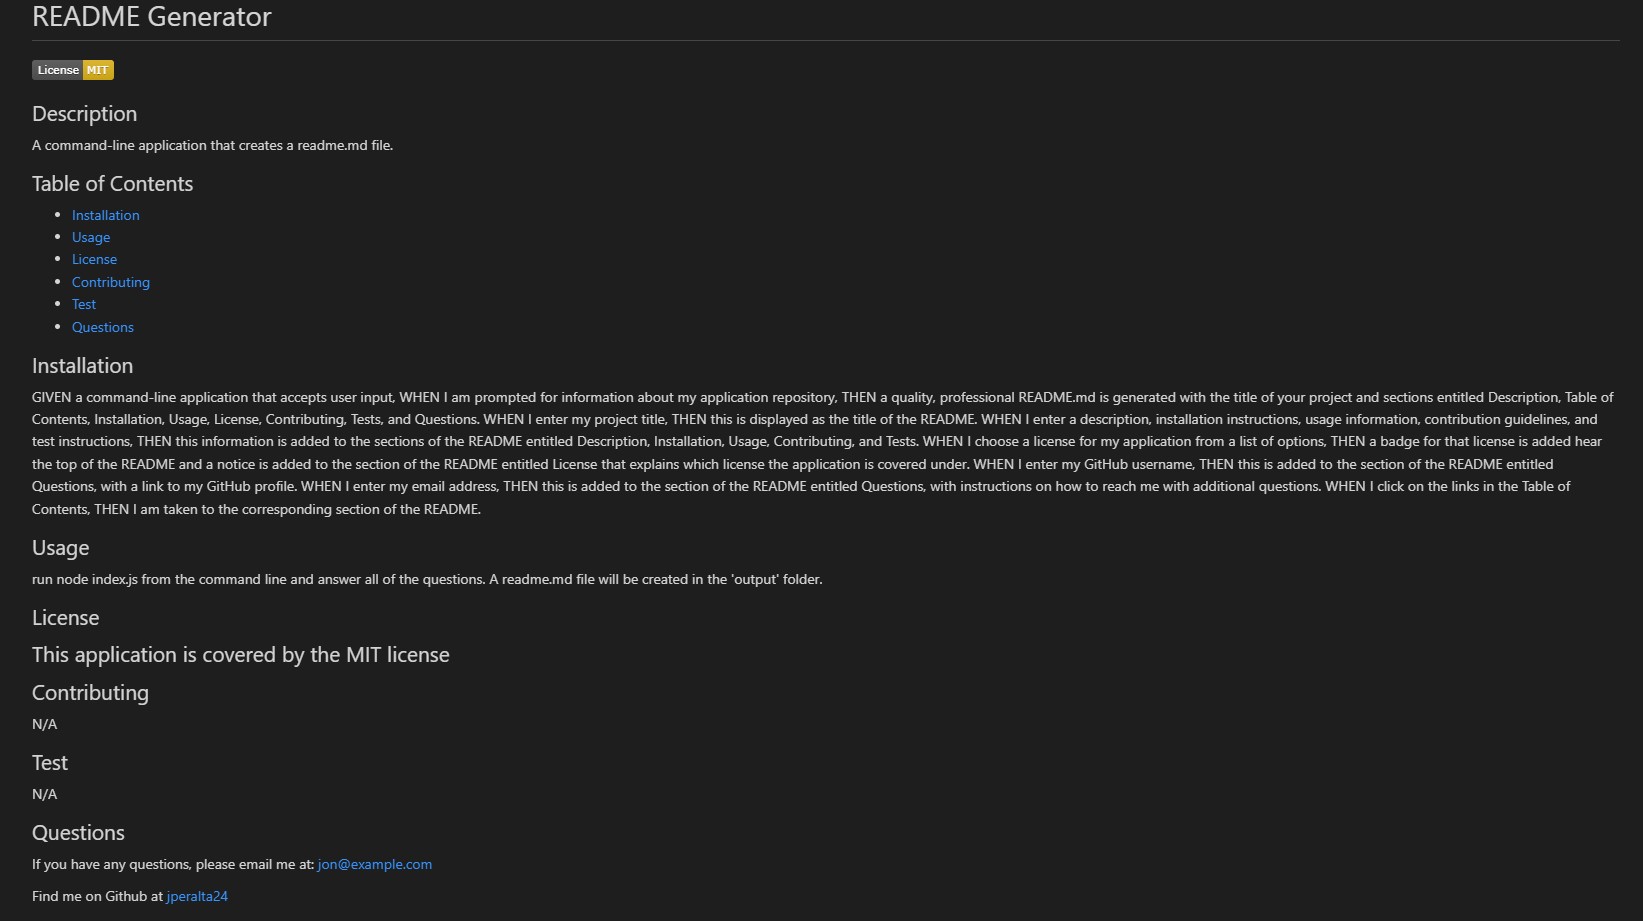 README Generator
License MIT
Description
A command-line application that creates a readme.md file.
Table of Contents
Installation
Usage
License
Contributing
Test
Questions
Installation
GIVEN a command-line application that accepts user input, WHEN I am prompted for information about my application repository, THEN a quality, professional README.md is generated with the title of your project and sections entitled Description, Table of
Contents, Installation, Usage, License, Contributing, Tests, and Questions. WHEN I enter my project title, THEN this is displayed as the title of the README. WHEN I enter a description, installation instructions, usage information, contribution guidelines, and
test instructions, THEN this information is added to the sections of the README entitled Description, Installation, Usage, Contributing, and Tests. WHEN I choose a license for my application from a list of options, THEN a badge for that license is added hear
the top of the README and a notice is added to the section of the README entitled License that explains which license the application is covered under. WHEN I enter my GitHub username, THEN this is added to the section of the README entitled
Questions, with a link to my GitHub profile. WHEN I enter my email address, THEN this is added to the section of the README entitled Questions, with instructions on how to reach me with additional questions. WHEN I click on the links in the Table of
Contents, THEN I am taken to the corresponding section of the README.
Usage
run node index.js from the command line and answer all of the questions. A readme.md file will be created in the 'output' folder.
License
This application is covered by the MIT license
Contributing
N/A
Test
N/A
Questions
If you have any questions, please email me at: jon@example.com
Find me on Github at jperalta24